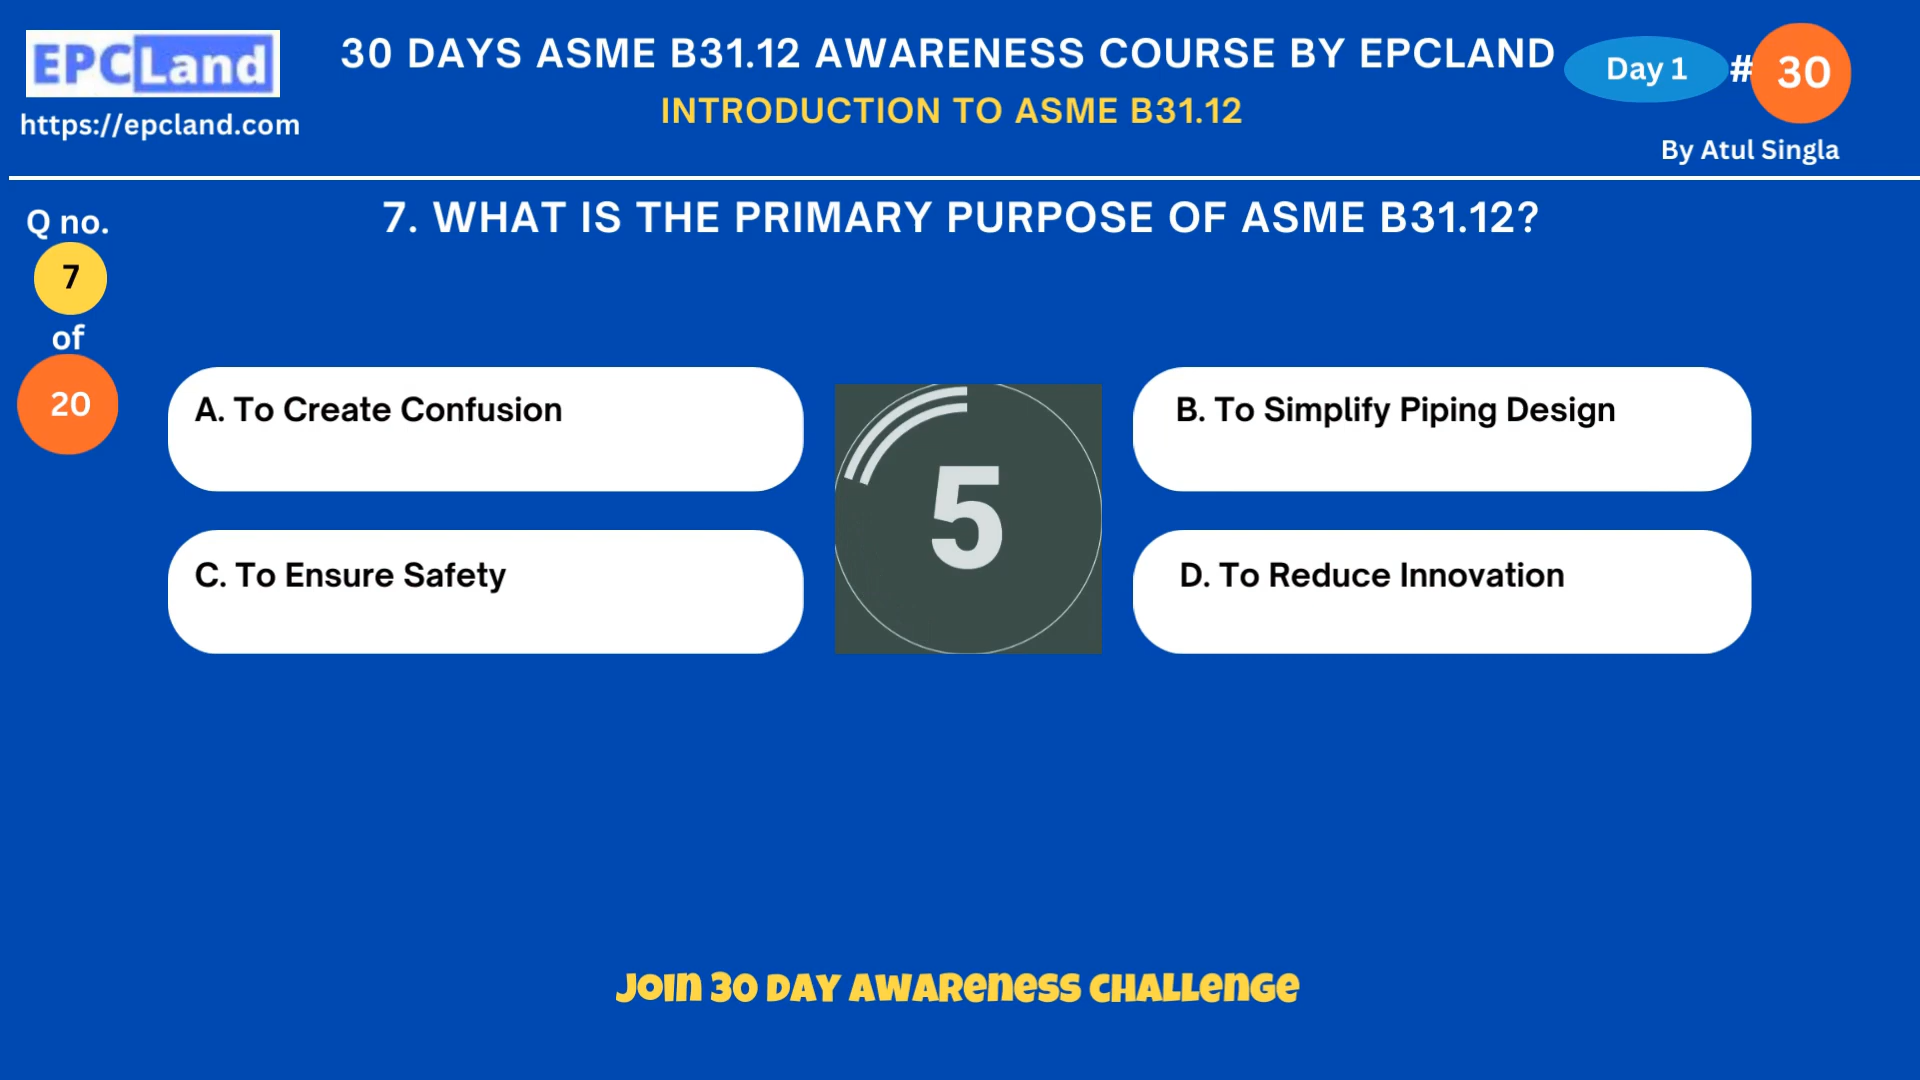 EPCLand
https://epcland.com
30 DAYS ASME B31.12 AWARENESS COURSE BY EPCLAND
INTRODUCTION TO ASME B31.12
Day 1 # 30
By Atul Singla
Q no.
7
of
20
7. WHAT IS THE PRIMARY PURPOSE OF ASME B31.12?
A. To Create Confusion
B. To Simplify Piping Design
5
C. To Ensure Safety
D. To Reduce Innovation
Join 30 Day Awareness Challenge